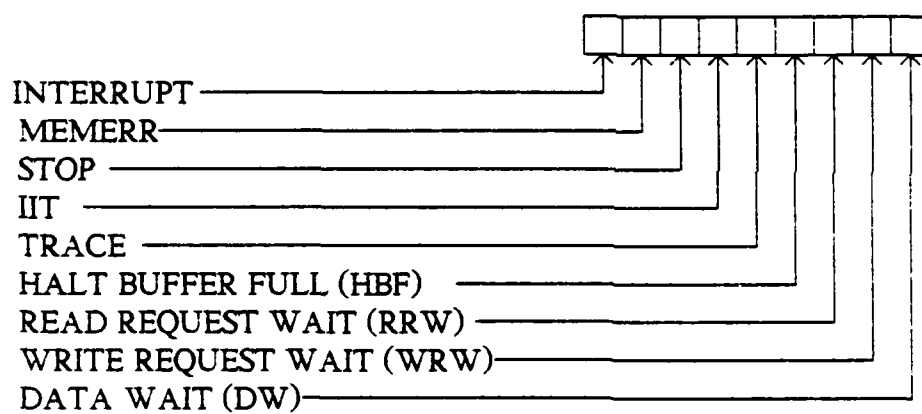 INTERRUPT
MEMERR
STOP
IIT
TRACE
HALT BUFFER FULL (HBF)
READ REQUEST WAIT (RRW)
WRITE REQUEST WAIT (WRW)
DATA WAIT (DW)